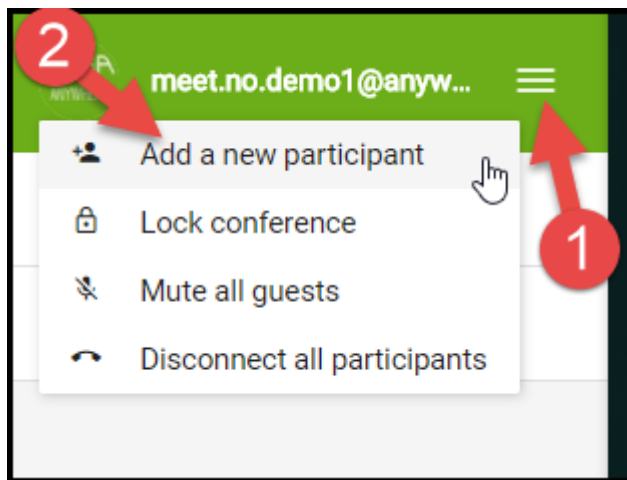 2
meet.no.demo1@anyw...
Add a new participant
Lock conference
1
Mute all guests
Disconnect all participants